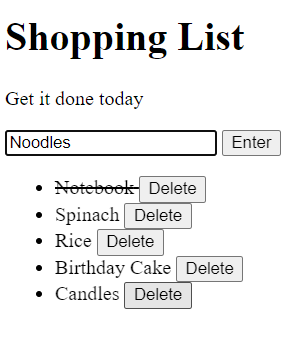 Shopping List
Get it done today
Noodles Enter
Notebook Delete
Spinach Delete
Rice Delete
Birthday Cake Delete
Candles Delete